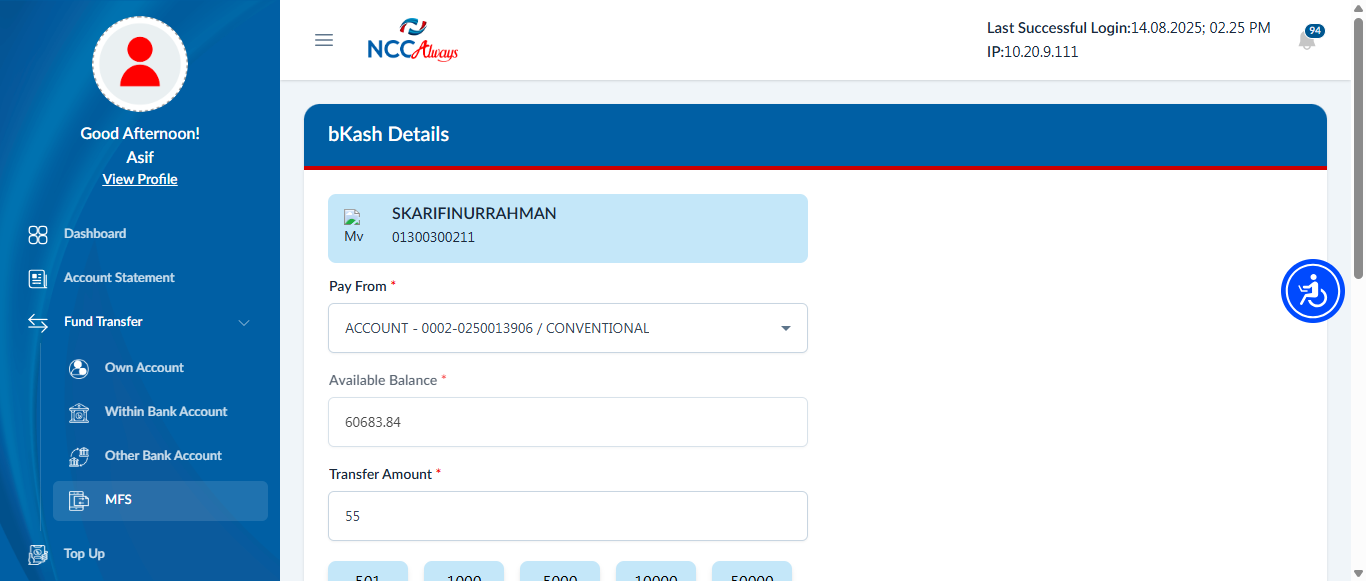 Good Afternoon!
Asif
View Profile
Dashboard
Account Statement
Fund Transfer
Own Account
Within Bank Account
Other Bank Account
MFS
Top Up
NCCAlways
Last Successful Login:14.08.2025; 02.25 PM
IP:10.20.9.111
94
bKash Details
Mv
SKARIFINURRAHMAN
01300300211
Pay From *
ACCOUNT - 0002-0250013906 / CONVENTIONAL
Available Balance *
60683.84
Transfer Amount *
55
501 1000 5000 10000 50000